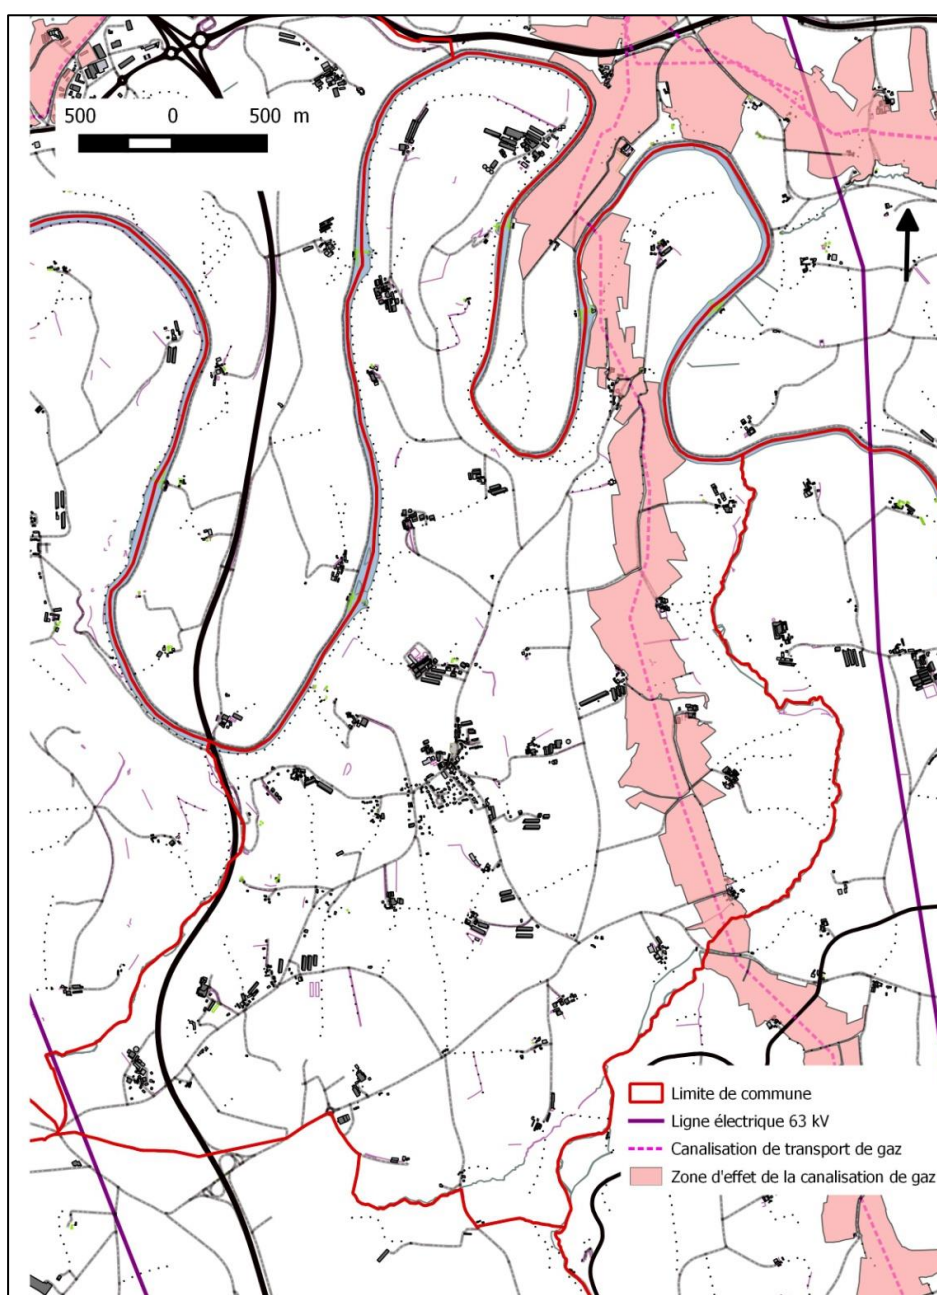 500 0 500 m
Limite de commune
Ligne électrique 63 kV
Canalisation de transport de gaz
Zone d'effet de la canalisation de gaz